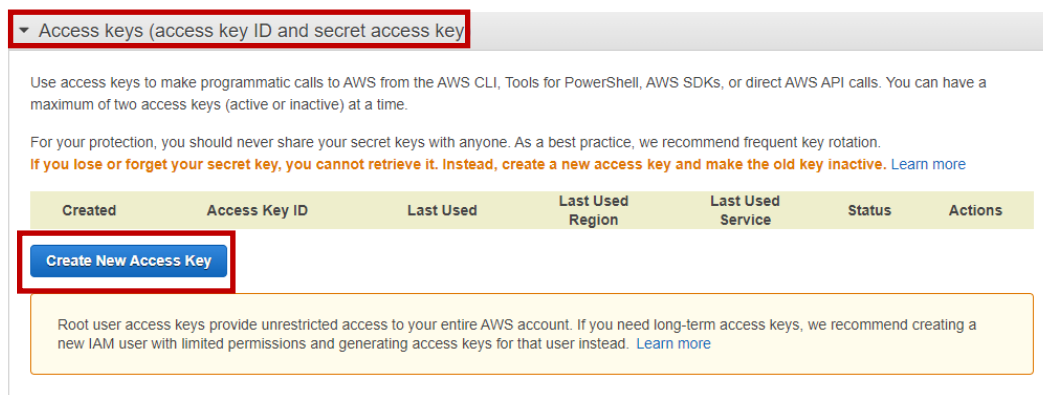 Access keys (access key ID and secret access key
Use access keys to make programmatic calls to AWS from the AWS CLI, Tools for PowerShell, AWS SDKs, or direct AWS API calls. You can have a
maximum of two access keys (active or inactive) at a time.
For your protection, you should never share your secret keys with anyone. As a best practice, we recommend frequent key rotation.
If you lose or forget your secret key, you cannot retrieve it. Instead, create a new access key and make the old key inactive. Learn more
Created Access Key ID Last Used Last Used Region Last Used Service Status Actions
Create New Access Key
Root user access keys provide unrestricted access to your entire AWS account. If you need long-term access keys, we recommend creating a
new IAM user with limited permissions and generating access keys for that user instead. Learn more